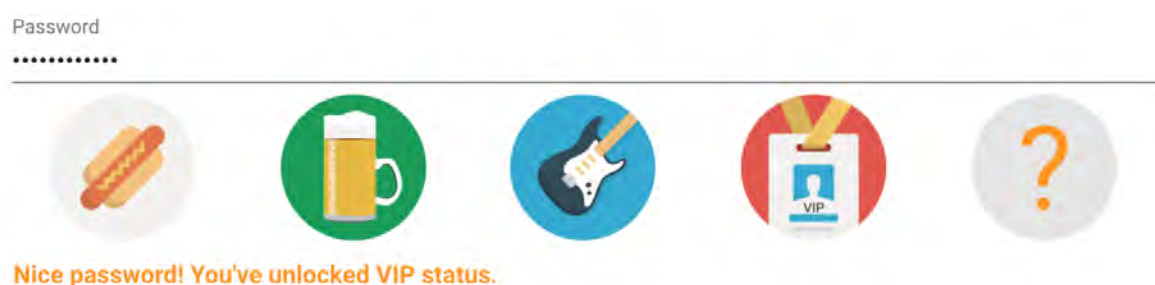 Password
••••••••••••
VIP
?
Nice password! You've unlocked VIP status.